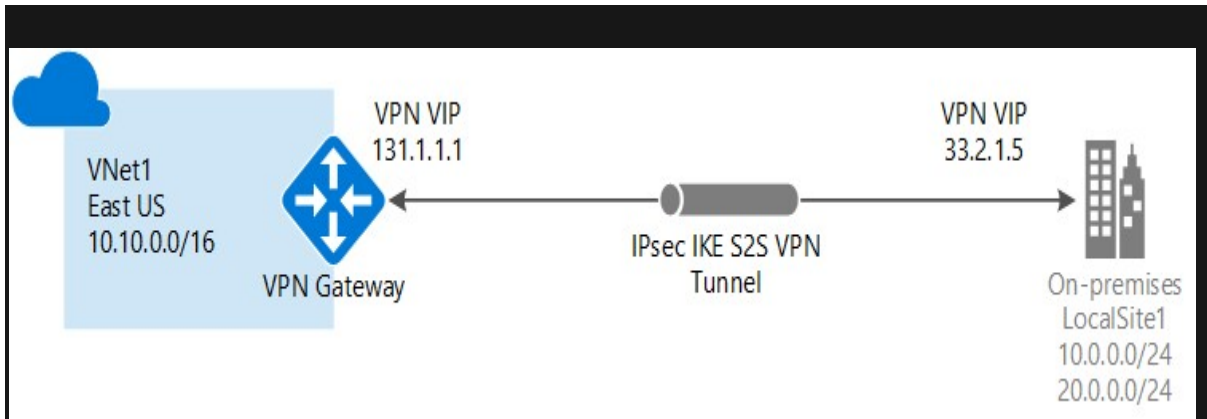 VPN VIP
131.1.1.1
VPN VIP
33.2.1.5
VNet1
East US
10.10.0.0/16
VPN Gateway
IPsec IKE S2S VPN
Tunnel
On-premises
LocalSite1
10.0.0.0/24
20.0.0.0/24